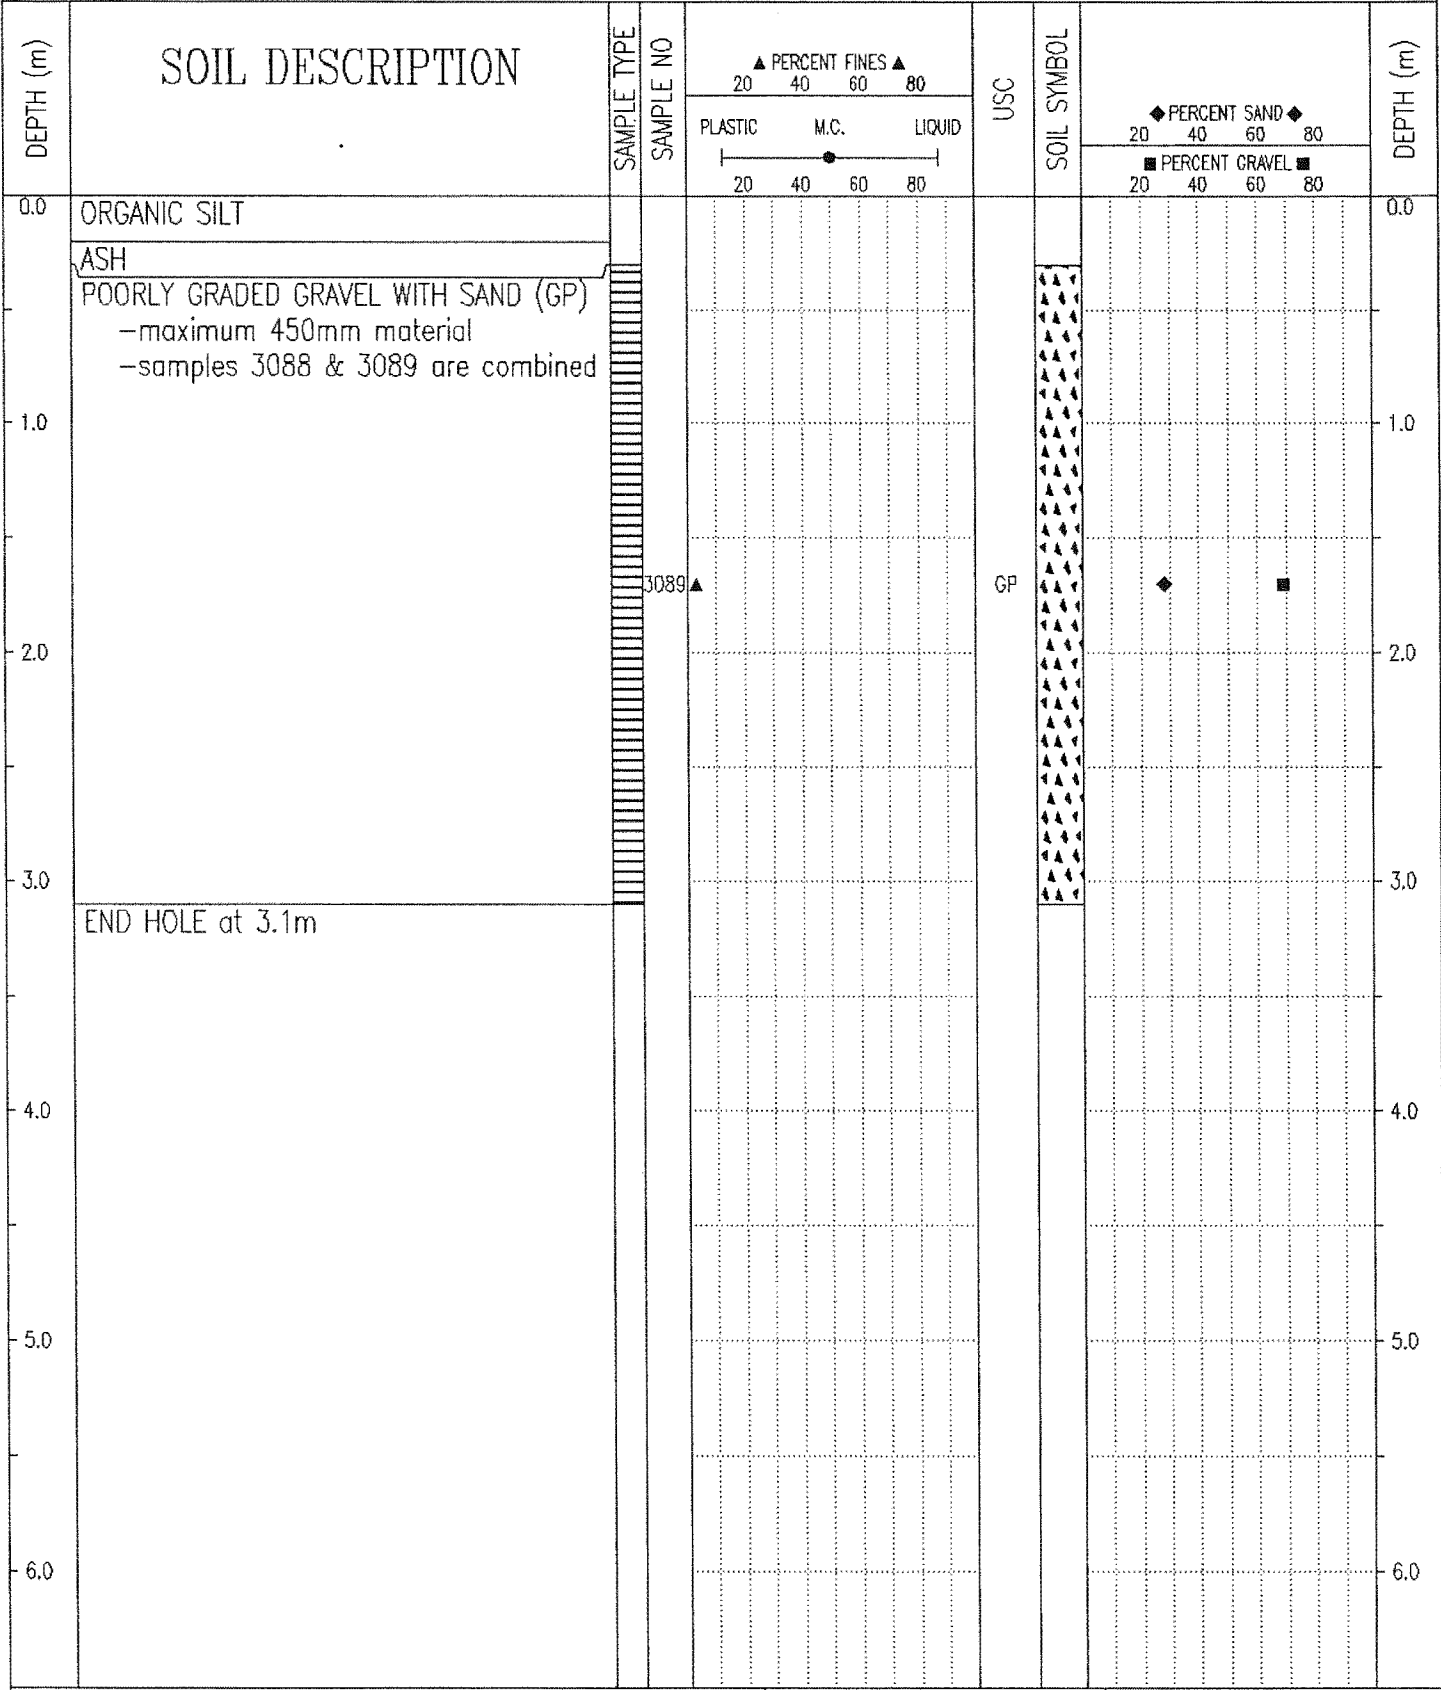 DEPTH (m)
SOIL DESCRIPTION
SAMPLE TYPE
SAMPLE NO
▲ PERCENT FINES ▲
20 40 60 80
PLASTIC M.C. LIQUID
20 40 60 80
USC
SOIL SYMBOL
◆ PERCENT SAND ◆
20 40 60 80
■ PERCENT GRAVEL ■
20 40 60 80
DEPTH (m)
0.0 ORGANIC SILT 0.0
ASH
POORLY GRADED GRAVEL WITH SAND (GP)
-maximum 450mm material
-samples 3088 & 3089 are combined
1.0 1.0
3089 GP
2.0 2.0
3.0 3.0
END HOLE at 3.1m
4.0 4.0
5.0 5.0
6.0 6.0